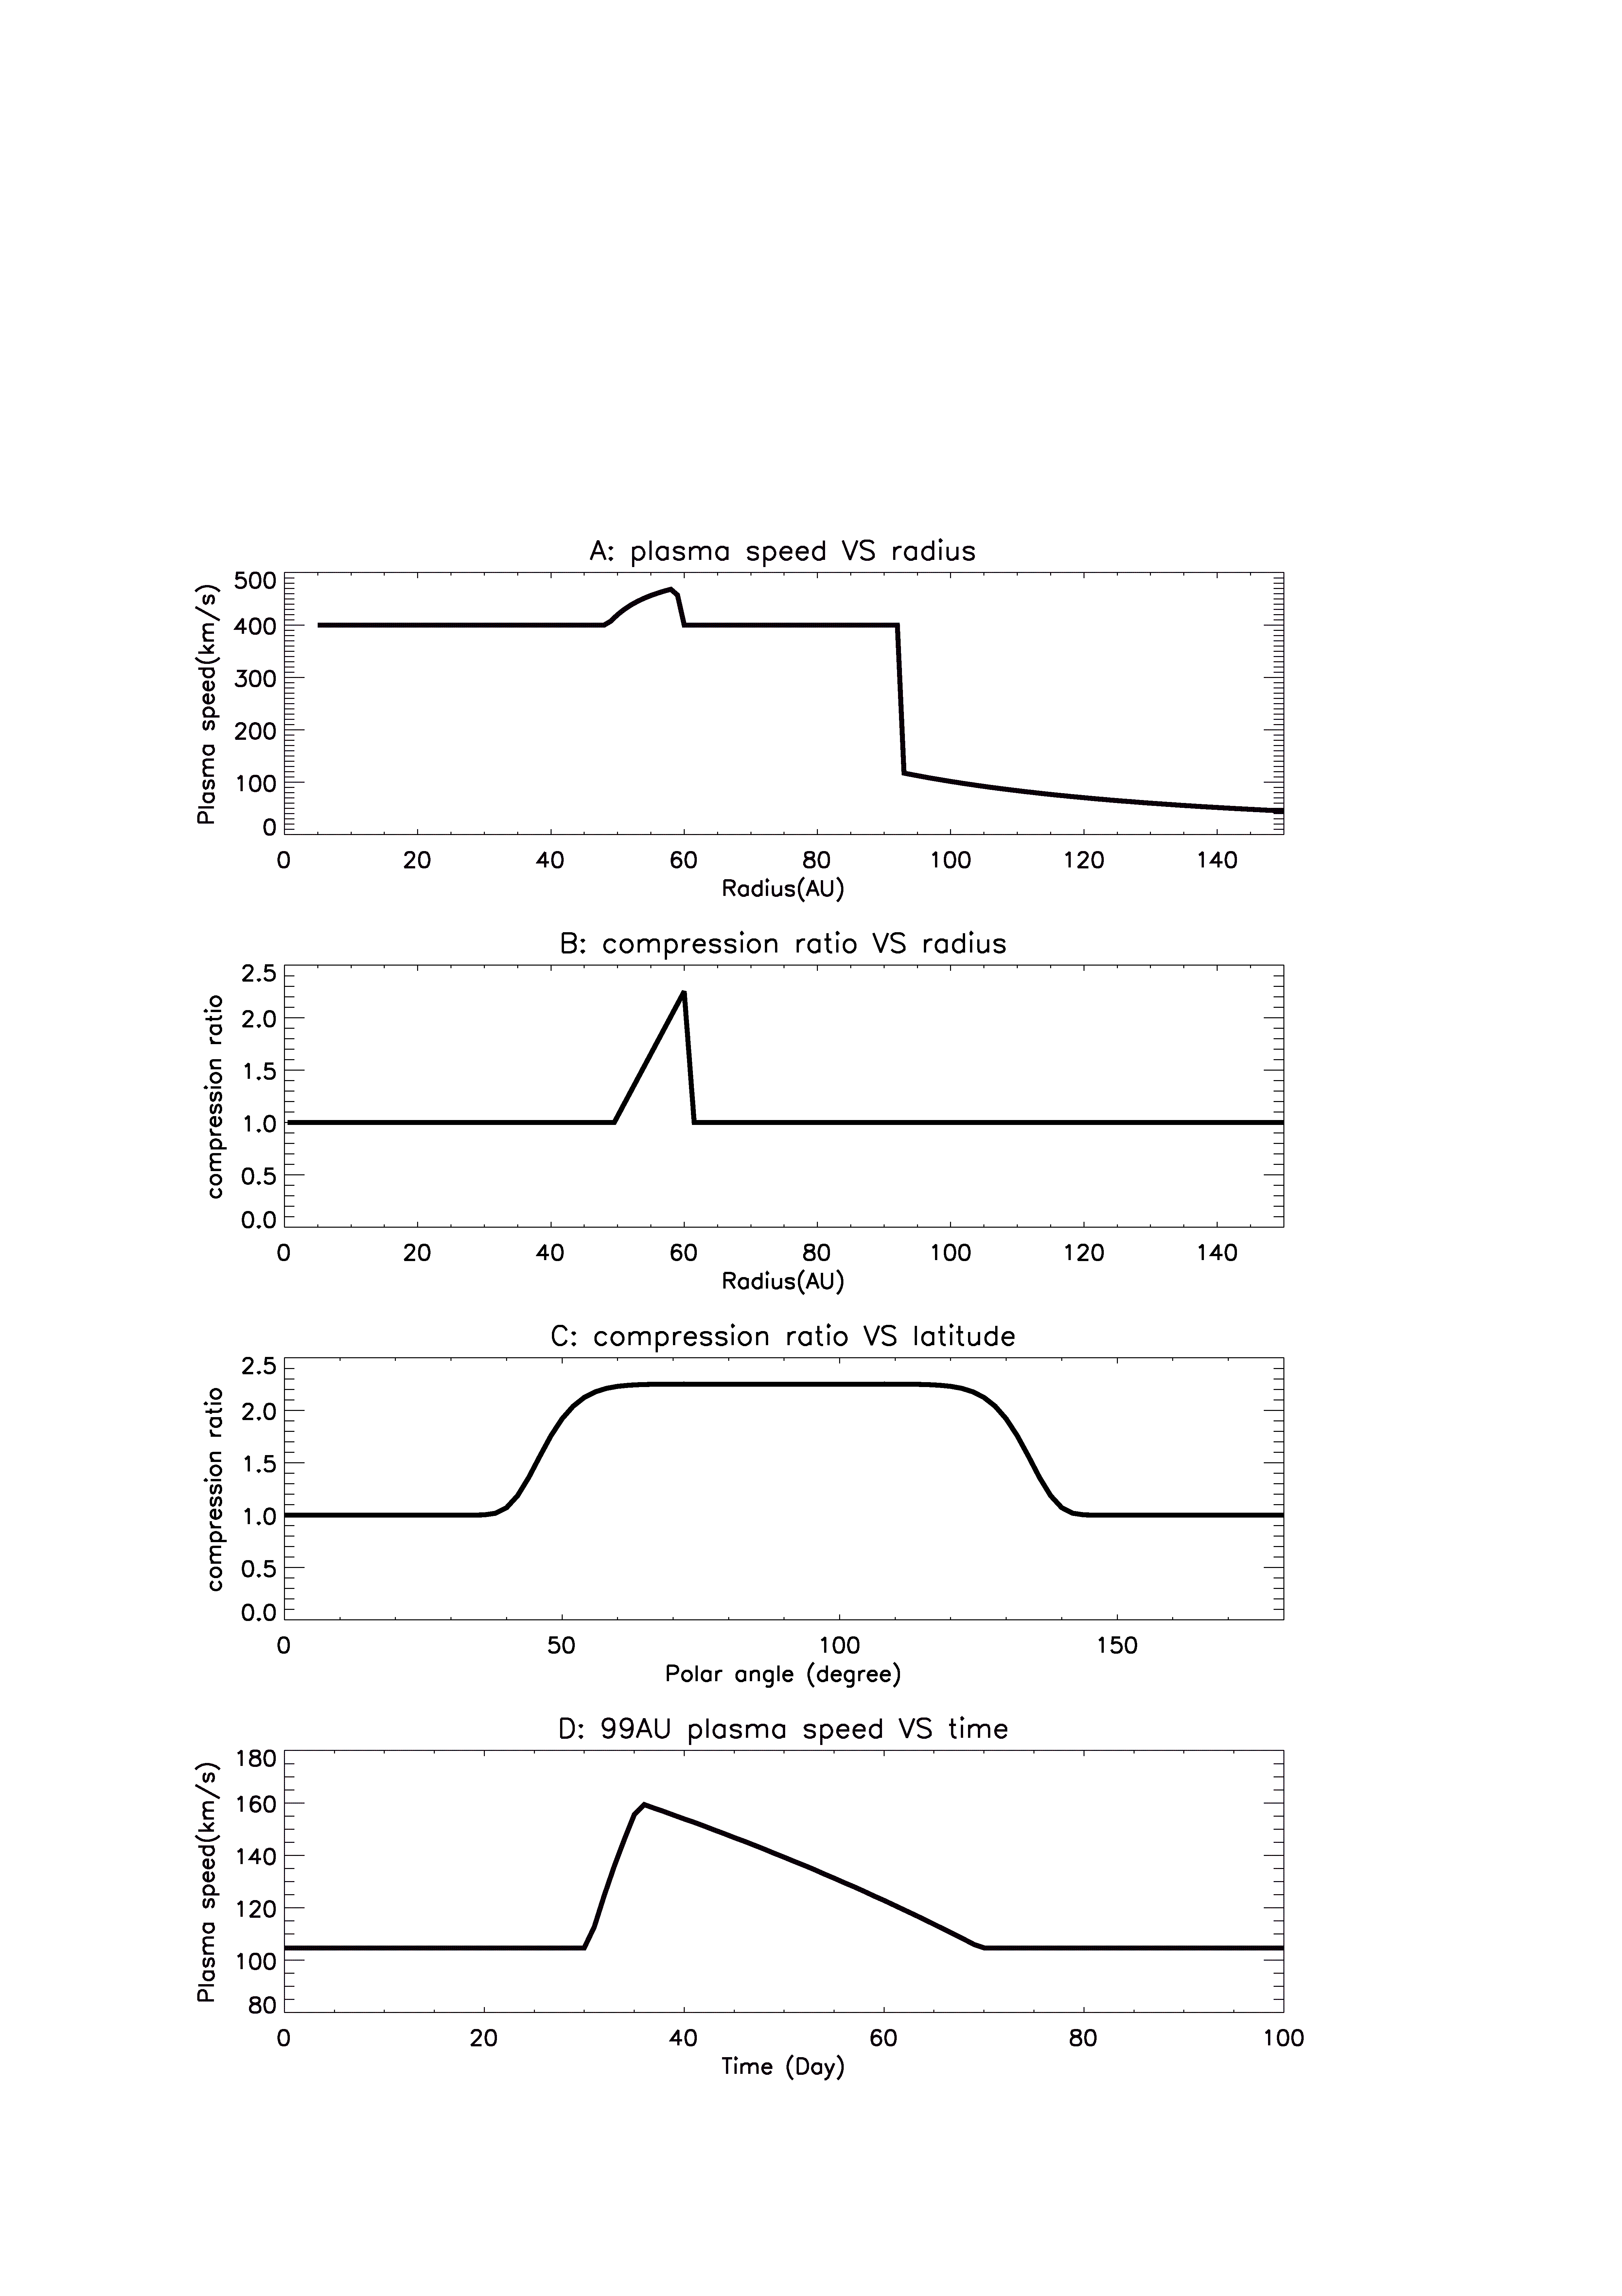 A: plasma speed VS radius
Plasma speed(km/s)
500
400
300
200
100
0
0 20 40 60 80 100 120 140
Radius(AU)
B: compression ratio VS radius
compression ratio
2.5
2.0
1.5
1.0
0.5
0.0
0 20 40 60 80 100 120 140
Radius(AU)
C: compression ratio VS latitude
compression ratio
2.5
2.0
1.5
1.0
0.5
0.0
0 50 100 150
Polar angle (degree)
D: 99AU plasma speed VS time
Plasma speed(km/s)
180
160
140
120
100
80
0 20 40 60 80 100
Time (Day)